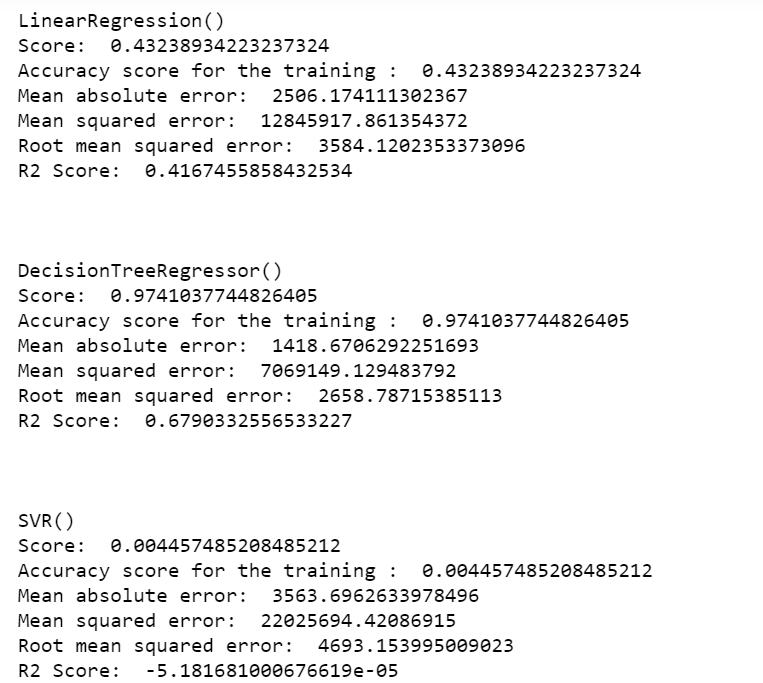 LinearRegression()
Score:  0.43238934223237324
Accuracy score for the training :  0.43238934223237324
Mean absolute error:  2506.174111302367
Mean squared error:  12845917.861354372
Root mean squared error:  3584.1202353373096
R2 Score:  0.4167455858432534
DecisionTreeRegressor()
Score:  0.9741037744826405
Accuracy score for the training :  0.9741037744826405
Mean absolute error:  1418.6706292251693
Mean squared error:  7069149.129483792
Root mean squared error:  2658.78715385113
R2 Score:  0.6790332556533227
SVR()
Score:  0.004457485208485212
Accuracy score for the training :  0.004457485208485212
Mean absolute error:  3563.6962633978496
Mean squared error:  22025694.42086915
Root mean squared error:  4693.153995009023
R2 Score:  -5.181681000676619e-05